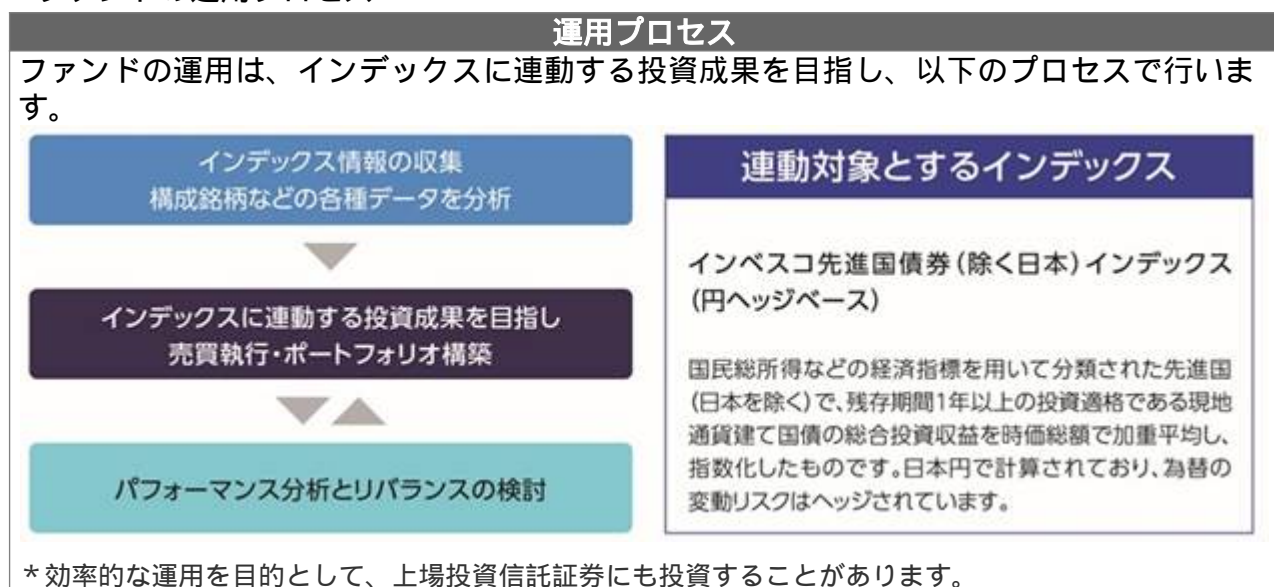 運用プロセス
ファンドの運用は、インデックスに連動する投資成果を目指し、以下のプロセスで行いま
す。
インデックス情報の収集
構成銘柄などの各種データを分析
インデックスに連動する投資成果を目指し
売買執行・ポートフォリオ構築
パフォーマンス分析とリバランスの検討
連動対象とするインデックス
インベスコ先進国債券(除く日本)インデックス
(円ヘッジベース)
国民総所得などの経済指標を用いて分類された先進国
(日本を除く)で、残存期間1年以上の投資適格である現地
通貨建て国債の総合投資収益を時価総額で加重平均し、
指数化したものです。日本円で計算されており、為替の
変動リスクはヘッジされています。
*効率的な運用を目的として、上場投資信託証券にも投資することがあります。